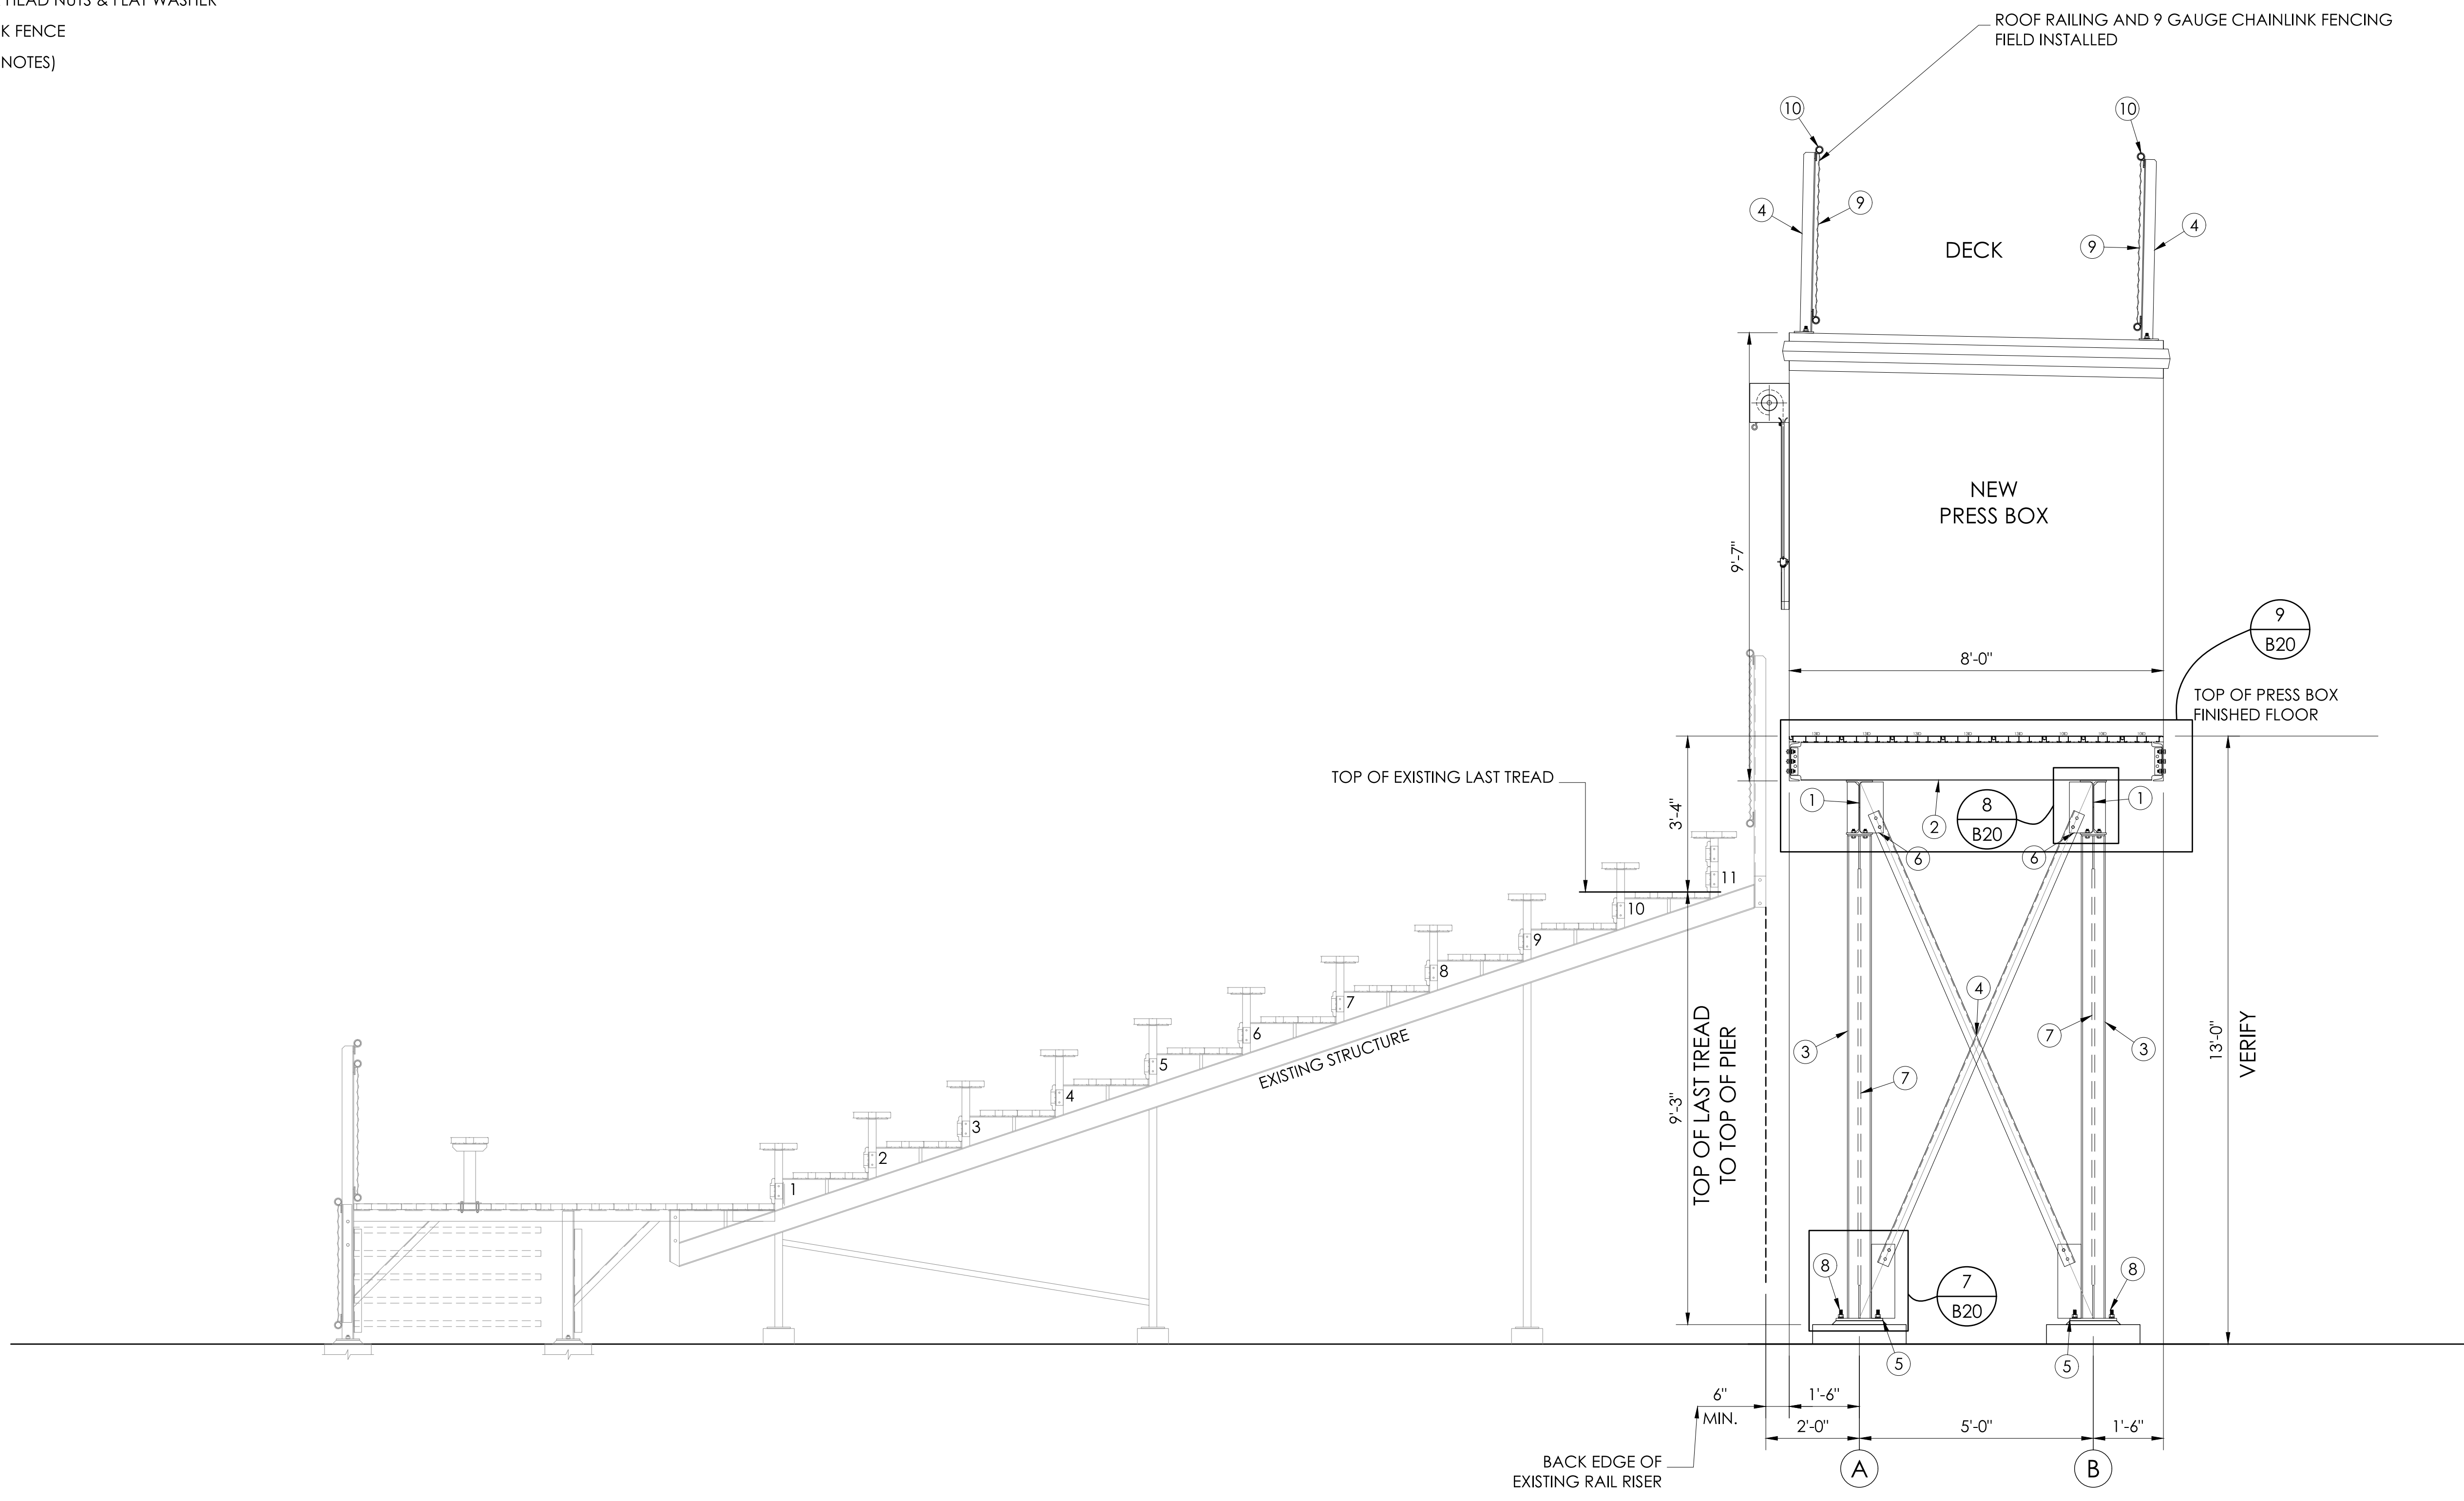 HEAD NUTS & FLAT WASHER
K FENCE
NOTES)
ROOF RAILING AND 9 GAUGE CHAINLINK FENCING
FIELD INSTALLED
10
10
4
9
9
4
DECK
NEW
PRESS BOX
9'-7"
8'-0"
9
B20
TOP OF PRESS BOX
FINISHED FLOOR
TOP OF EXISTING LAST TREAD
3'-4"
1
2
8
B20
1
6
6
11
10
9
8
7
6
5
4
3
2
1
EXISTING STRUCTURE
9'-3"
TOP OF LAST TREAD
TO TOP OF PIER
4
3
7
7
3
13'-0"
VERIFY
8
7
B20
8
5
5
6"
MIN.
1'-6"
2'-0"
5'-0"
1'-6"
BACK EDGE OF
EXISTING RAIL RISER
A
B